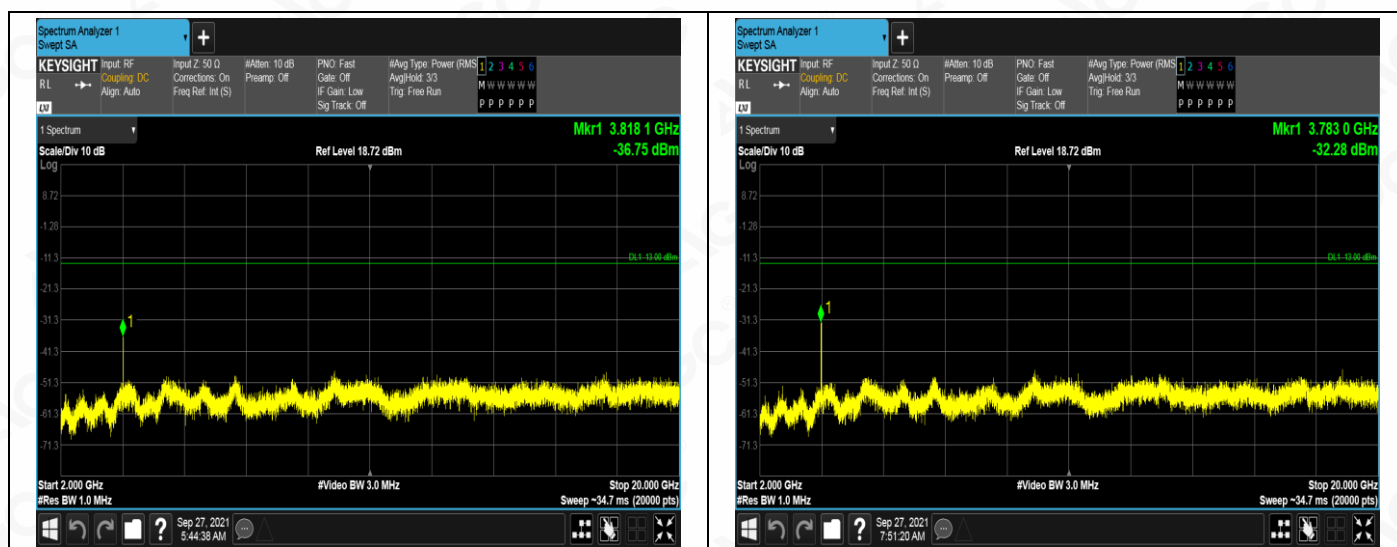 Spectrum Analyzer 1
Swept SA
+
KEYSIGHT Input: RF Input Z: 50 Ω #Atten: 10 dB PNO: Fast #Avg Type: Power (RMS 1 2 3 4 5 6
RL Coupling: DC Corrections: On Preamp: Off Gate: Off Avg|Hold: 3/3 M W W W W W
Align: Auto Freq Ref: Int (S) IF Gain: Low Trig: Free Run
LXI Sig Track: Off P P P P P P
1 Spectrum Mkr1 3.818 1 GHz
Scale/Div 10 dB Ref Level 18.72 dBm -36.75 dBm
Log
8.72
-1.28
-11.3 DL1 -13.00 dBm
-21.3
-31.3 1
-41.3
-51.3
-61.3
-71.3
Start 2.000 GHz #Video BW 3.0 MHz Stop 20.000 GHz
#Res BW 1.0 MHz Sweep ~34.7 ms (20000 pts)
? Sep 27, 2021
5:44:38 AM
Spectrum Analyzer 1
Swept SA
+
KEYSIGHT Input: RF Input Z: 50 Ω #Atten: 10 dB PNO: Fast #Avg Type: Power (RMS 1 2 3 4 5 6
RL Coupling: DC Corrections: On Preamp: Off Gate: Off Avg|Hold: 3/3 M W W W W W
Align: Auto Freq Ref: Int (S) IF Gain: Low Trig: Free Run
LXI Sig Track: Off P P P P P P
1 Spectrum Mkr1 3.783 0 GHz
Scale/Div 10 dB Ref Level 18.72 dBm -32.28 dBm
Log
8.72
-1.28
-11.3 DL1 -13.00 dBm
-21.3
-31.3 1
-41.3
-51.3
-61.3
-71.3
Start 2.000 GHz #Video BW 3.0 MHz Stop 20.000 GHz
#Res BW 1.0 MHz Sweep ~34.7 ms (20000 pts)
? Sep 27, 2021
7:51:20 AM